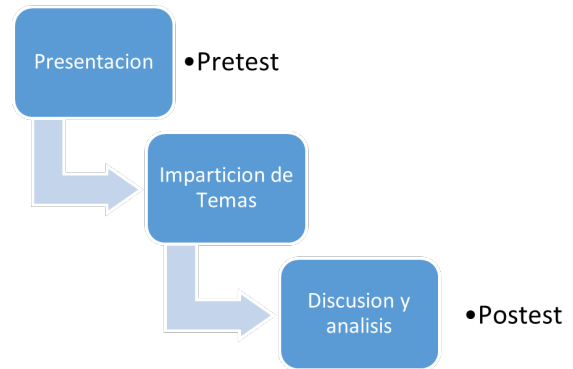 Presentacion
•Pretest
Imparticion de
Temas
Discusion y
analisis
•Postest